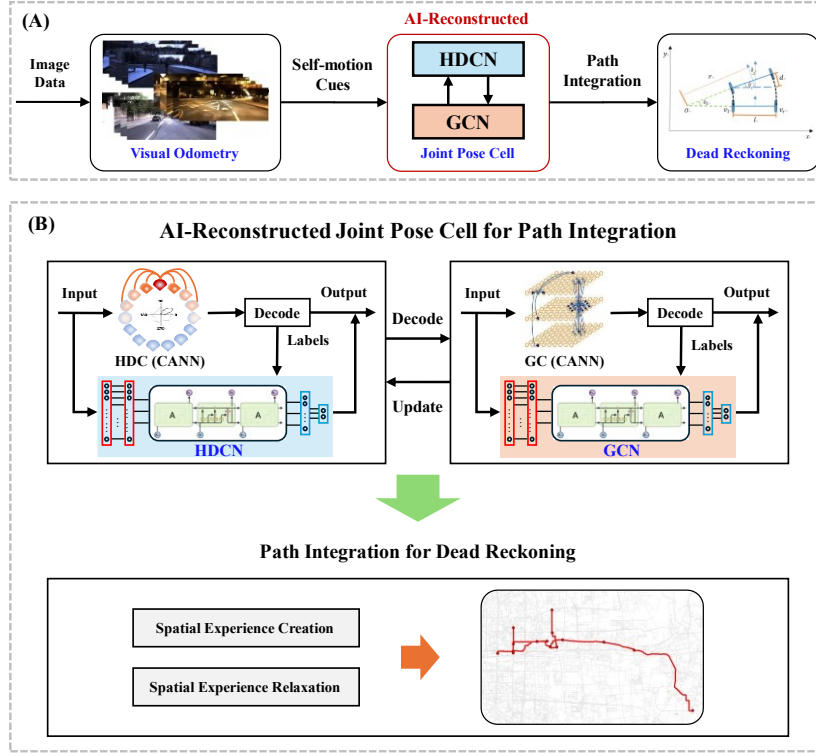 (A)
AI-Reconstructed
Image
Data
Visual Odometry
Self-motion
Cues
HDCN
GCN
Joint Pose Cell
Path
Integration
Dead Reckoning
(B)
AI-Reconstructed Joint Pose Cell for Path Integration
Input
HDC (CANN)
Decode
Output
Labels
A
A
HDCN
Decode
Update
Input
GC (CANN)
Decode
Output
Labels
A
A
GCN
Path Integration for Dead Reckoning
Spatial Experience Creation
Spatial Experience Relaxation